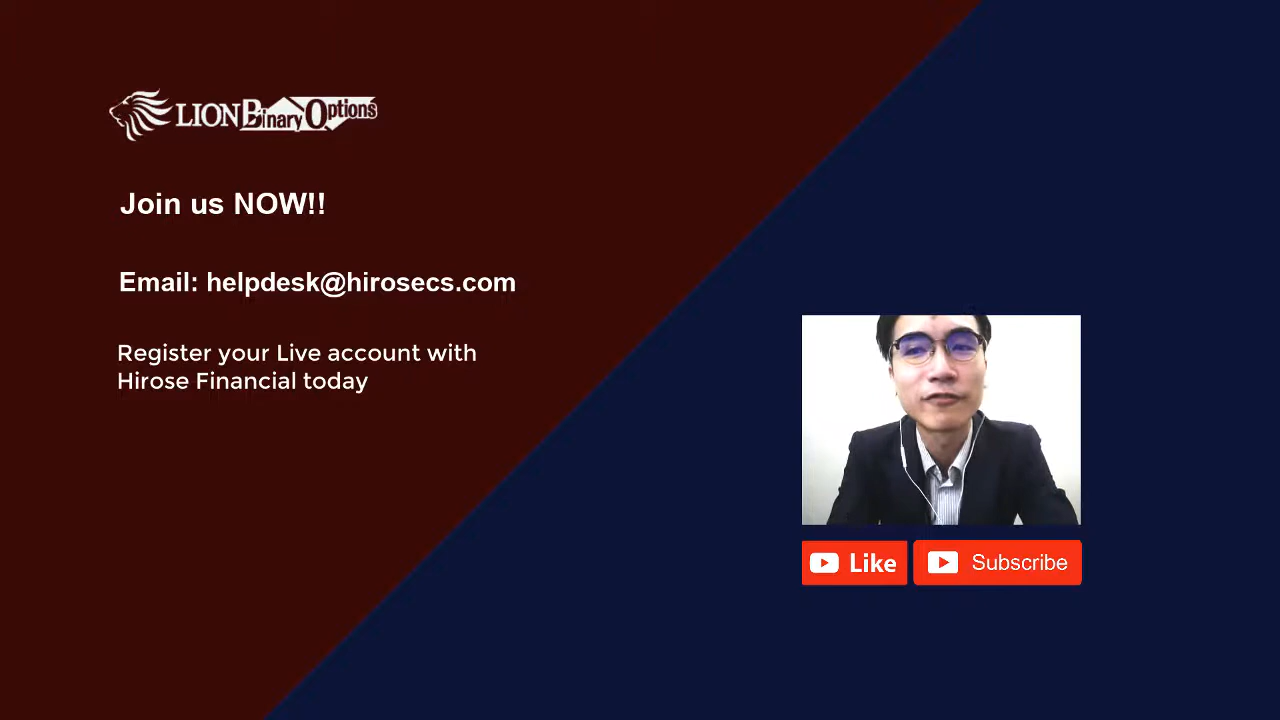 LION Binary Options
Join us NOW!!
Email: helpdesk@hirosecs.com
Register your Live account with
Hirose Financial today
Like
Subscribe